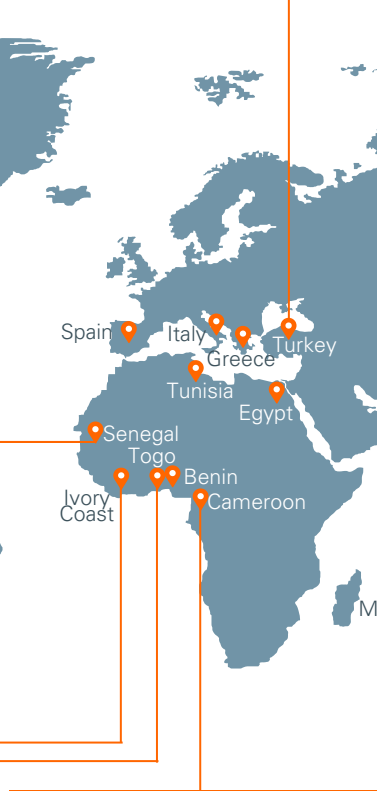 Spain
Italy
Greece
Turkey
Tunisia
Egypt
Senegal
Togo
Benin
Ivory
Coast
Cameroon
M